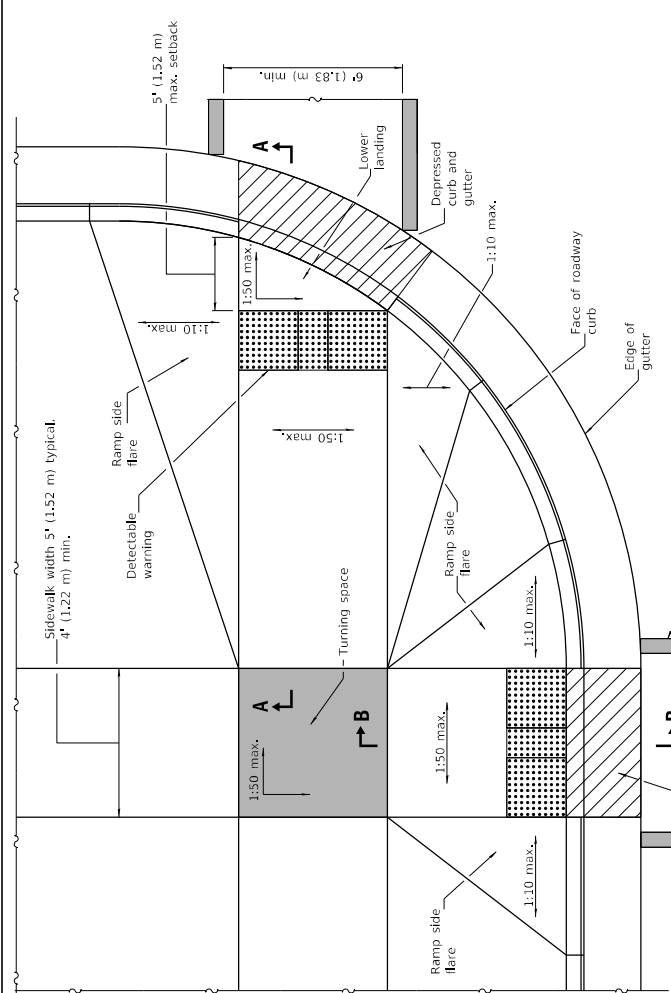 5' (1.52 m)
max. setback
6' (1.83 m) min.
A
Lower
landing
Depressed
curb and
gutter
1:10 max.
Face of roadway
curb
Edge of
gutter
1:50 max.
1:10 max.
Ramp side
flare
Detectable
warning
1:50 max.
Sidewalk width 5' (1.52 m) typical.
4' (1.22 m) min.
Ramp side
flare
1:10 max.
Turning space
A
B
1:50 max.
1:50 max.
Ramp side
flare
1:10 max.